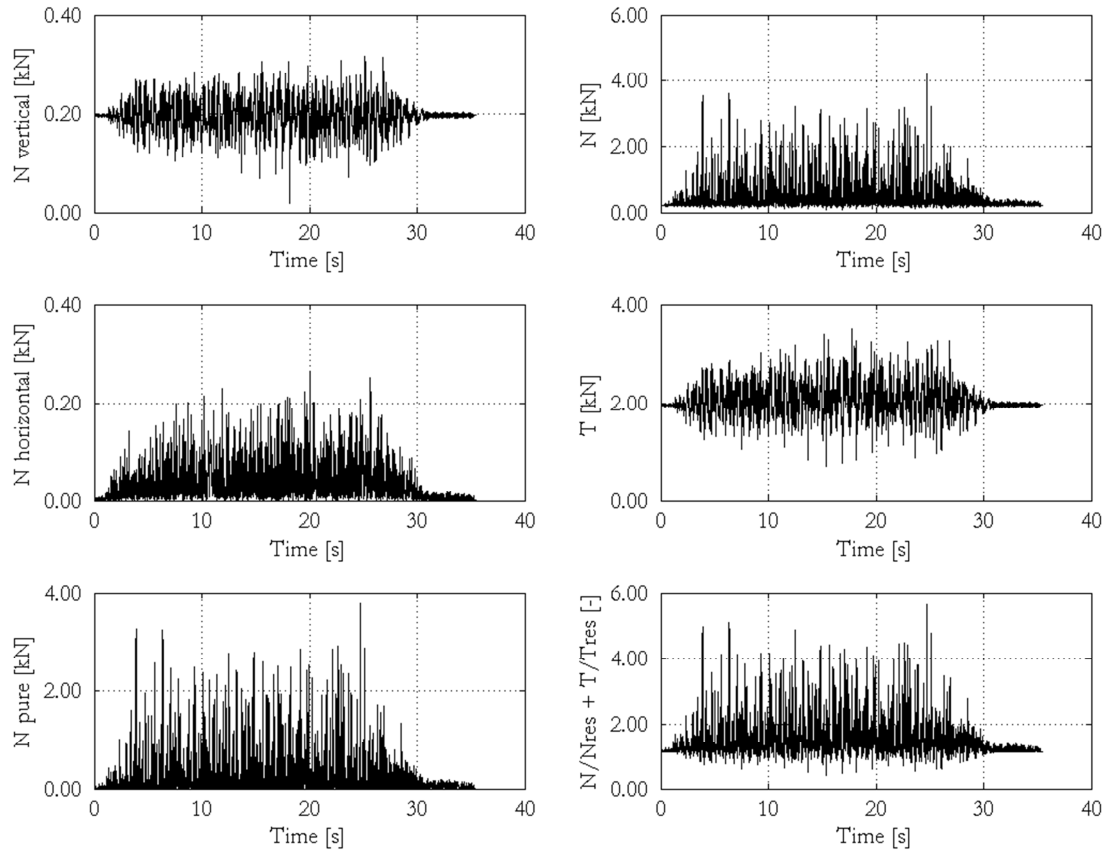 N vertical [kN]
0.40
0.20
0.00
0 10 20 30 40
Time [s]
N [kN]
6.00
4.00
2.00
0.00
0 10 20 30 40
Time [s]
N horizontal [kN]
0.40
0.20
0.00
0 10 20 30 40
Time [s]
T [kN]
4.00
2.00
0.00
0 10 20 30 40
Time [s]
N pure [kN]
4.00
2.00
0.00
0 10 20 30 40
Time [s]
N/Nres + T/Tres [-]
6.00
4.00
2.00
0.00
0 10 20 30 40
Time [s]